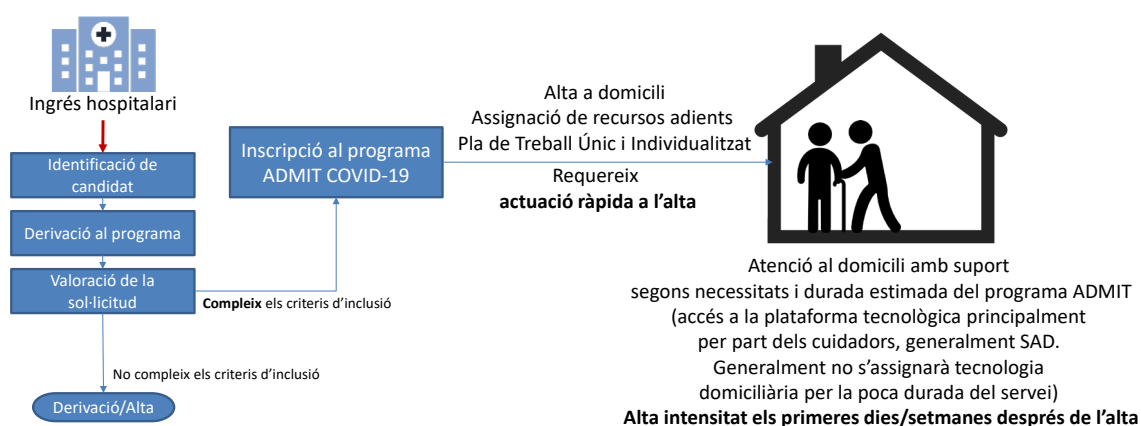 Ingrés hospitalari
Identificació de
candidat
Derivació al programa
Valoració de la
sol·licitud
Compleix els criteris d'inclusió
No compleix els criteris d'inclusió
Derivació/Alta
Inscripció al programa
ADMIT COVID-19
Alta a domicili
Assignació de recursos adients
Pla de Treball Únic i Individualitzat
Requereix
actuació ràpida a l'alta
Atenció al domicili amb suport
segons necessitats i durada estimada del programa ADMIT
(accés a la plataforma tecnològica principalment
per part dels cuidadors, generalment SAD.
Generalment no s'assignarà tecnologia
domiciliària per la poca durada del servei)
Alta intensitat els primeres dies/setmanes després de l'alta